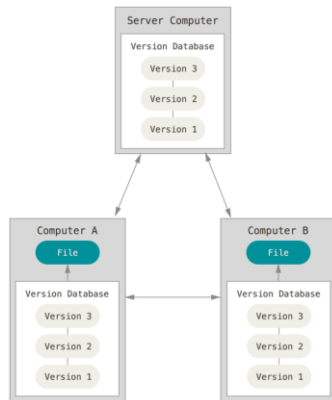 Server Computer
Version Database
Version 3
Version 2
Version 1
Computer A
File
Version Database
Version 3
Version 2
Version 1
Computer B
File
Version Database
Version 3
Version 2
Version 1